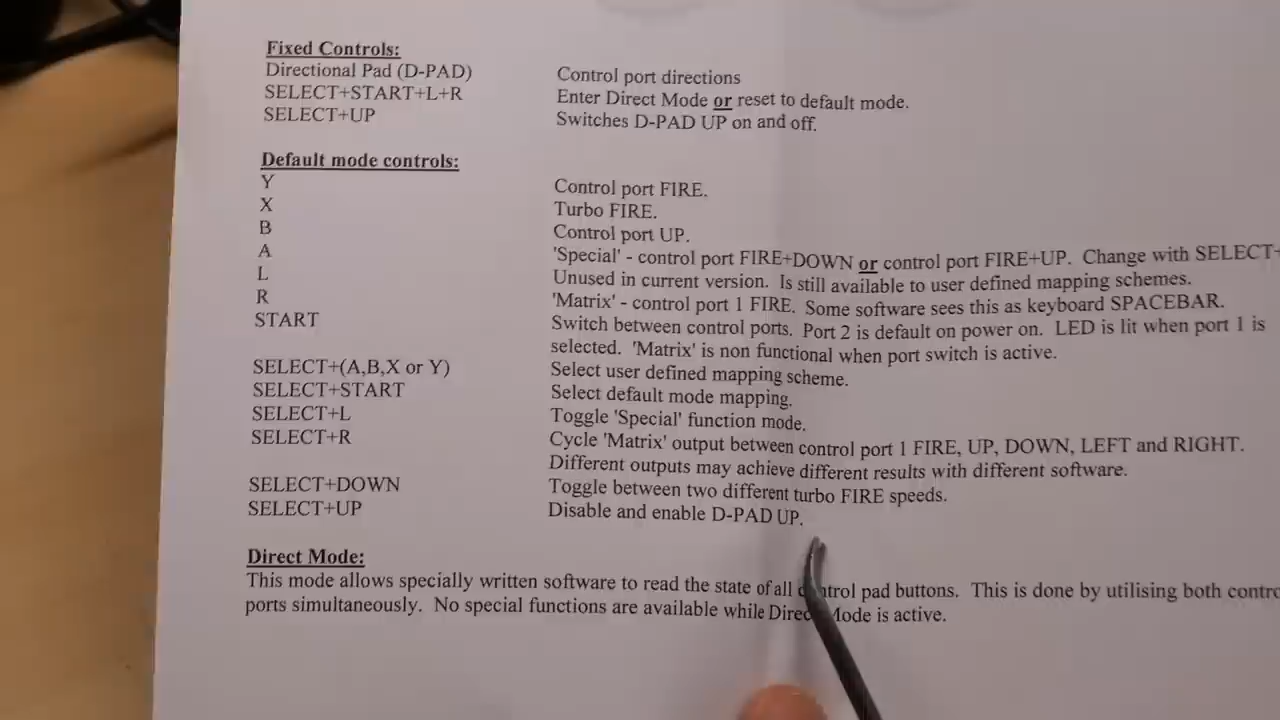 Fixed Controls:
Directional Pad (D-PAD) Control port directions
SELECT+START+L+R Enter Direct Mode or reset to default mode.
SELECT+UP Switches D-PAD UP on and off.
Default mode controls:
Y Control port FIRE.
X Turbo FIRE.
B Control port UP.
A 'Special' - control port FIRE+DOWN or control port FIRE+UP. Change with SELECT+
L Unused in current version. Is still available to user defined mapping schemes.
R 'Matrix' - control port 1 FIRE. Some software sees this as keyboard SPACEBAR.
START Switch between control ports. Port 2 is default on power on. LED is lit when port 1 is
selected. 'Matrix' is non functional when port switch is active.
SELECT+(A,B,X or Y) Select user defined mapping scheme.
SELECT+START Select default mode mapping.
SELECT+L Toggle 'Special' function mode.
SELECT+R Cycle 'Matrix' output between control port 1 FIRE, UP, DOWN, LEFT and RIGHT.
Different outputs may achieve different results with different software.
SELECT+DOWN Toggle between two different turbo FIRE speeds.
SELECT+UP Disable and enable D-PAD UP.
Direct Mode:
This mode allows specially written software to read the state of all control pad buttons. This is done by utilising both contro
ports simultaneously. No special functions are available while Direct Mode is active.